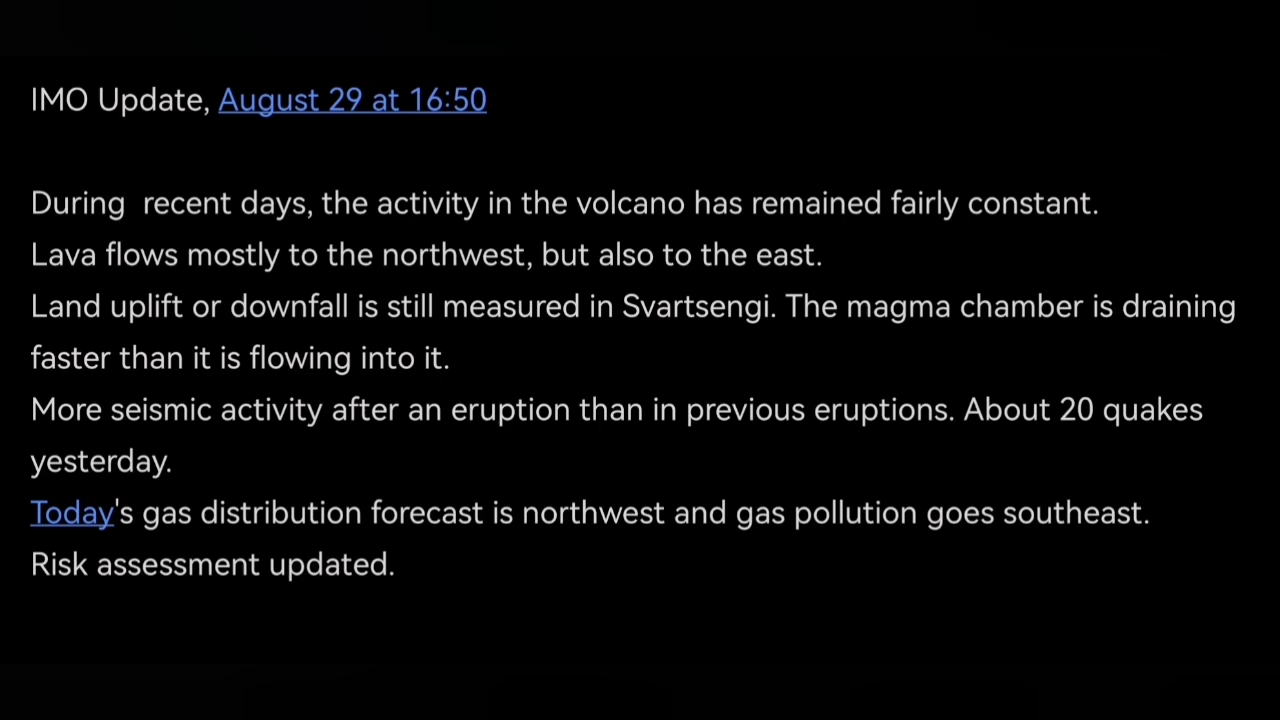 IMO Update, August 29 at 16:50
During  recent days, the activity in the volcano has remained fairly constant.
Lava flows mostly to the northwest, but also to the east.
Land uplift or downfall is still measured in Svartsengi. The magma chamber is draining
faster than it is flowing into it.
More seismic activity after an eruption than in previous eruptions. About 20 quakes
yesterday.
Today's gas distribution forecast is northwest and gas pollution goes southeast.
Risk assessment updated.